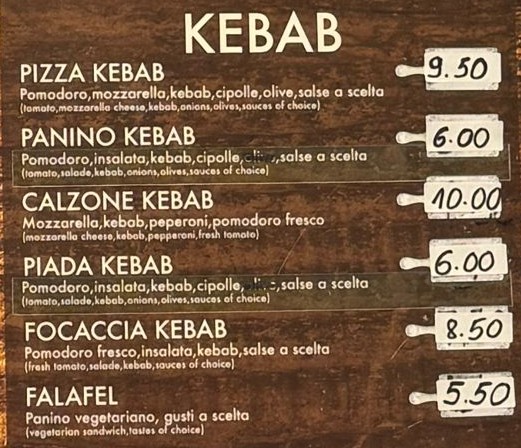 KEBAB
PIZZA KEBAB
9.50
Pomodoro,mozzarella,kebab,cipolle,olive,salse a scelta
(tomato,mozzarella cheese,kebab,onions,olives,sauces of choice)
PANINO KEBAB
6.00
Pomodoro,insalata,kebab,cipolle,olive,salse a scelta
(tomato,salade,kebab,onions,olives,sauces of choice)
CALZONE KEBAB
10.00
Mozzarella,kebab,peperoni,pomodoro fresco
(mozzarella cheese,kebab,pepperoni,fresh tomato)
PIADA KEBAB
6.00
Pomodoro,insalata,kebab,cipolle,olive,salse a scelta
(tomato,salade,kebab,onions,olives,sauces of choice)
FOCACCIA KEBAB
8.50
Pomodoro fresco,insalata,kebab,salse a scelta
(fresh tomato,salade,kebab,sauces of choice)
FALAFEL
5.50
Panino vegetariano, gusti a scelta
(vegetarian sandwich,tastes of choice)